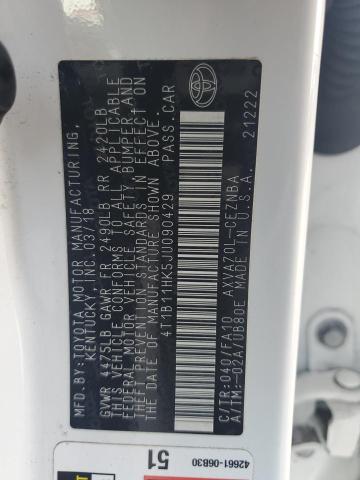 MFD.BY:TOYOTA MOTOR MANUFACTURING,
KENTUCKY, INC.03/18
GVWR 4475LB GAWR FR 2490LB RR 2420LB
THIS VEHICLE CONFORMS TO ALL APPLICABLE
FEDERAL MOTOR VEHICLE SAFETY, BUMPER, AND
THEFT PREVENTION STANDARDS IN EFFECT ON
THE DATE OF MANUFACTURE SHOWN ABOVE.
4T1B11HK5JU090429 PASS.CAR
C/TR:040/FA10 AXVA70L-CEZNBA
A/TM:-02A/UB80E MADE IN U.S.A.
21222
TOYOTA
42661-06B30
51